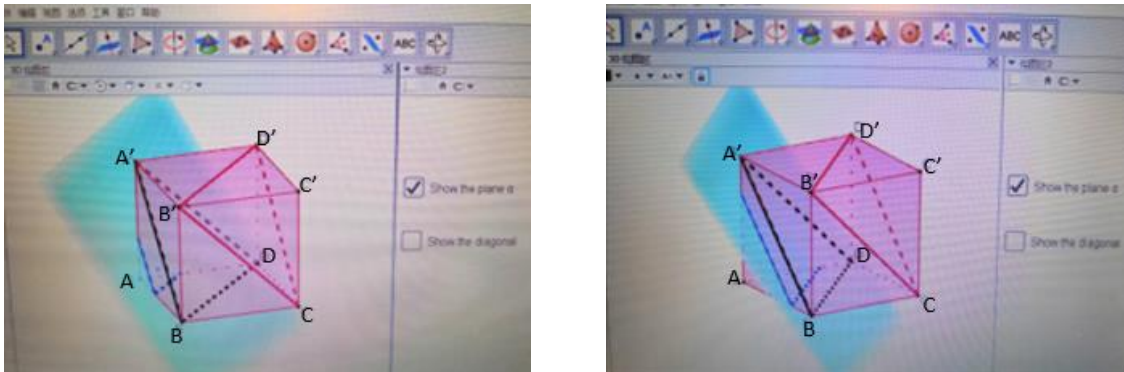 ABC
ABC
Show the plane α
Show the diagonal
A′
D′
C′
B′
A
D
B
C
Show the plane α
Show the diagonal
A′
D′
C′
B′
A
D
B
C